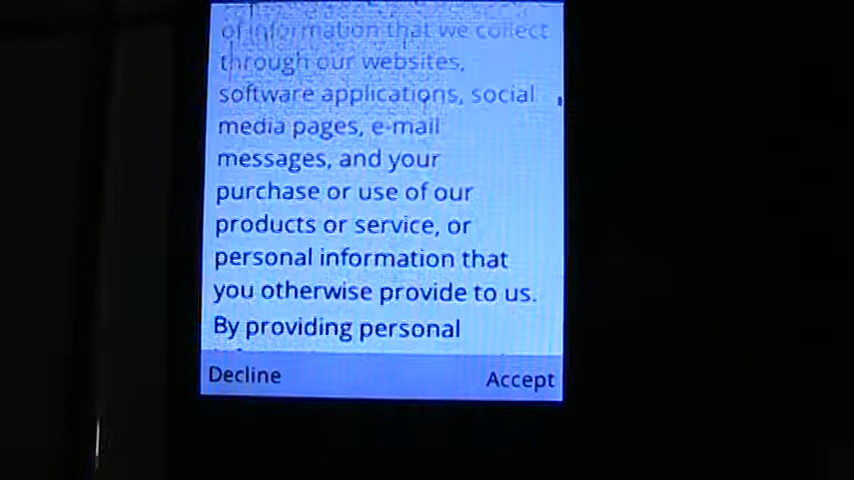 of information that we collect
through our websites,
software applications, social
media pages, e-mail
messages, and your
purchase or use of our
products or service, or
personal information that
you otherwise provide to us.
By providing personal
Decline
Accept